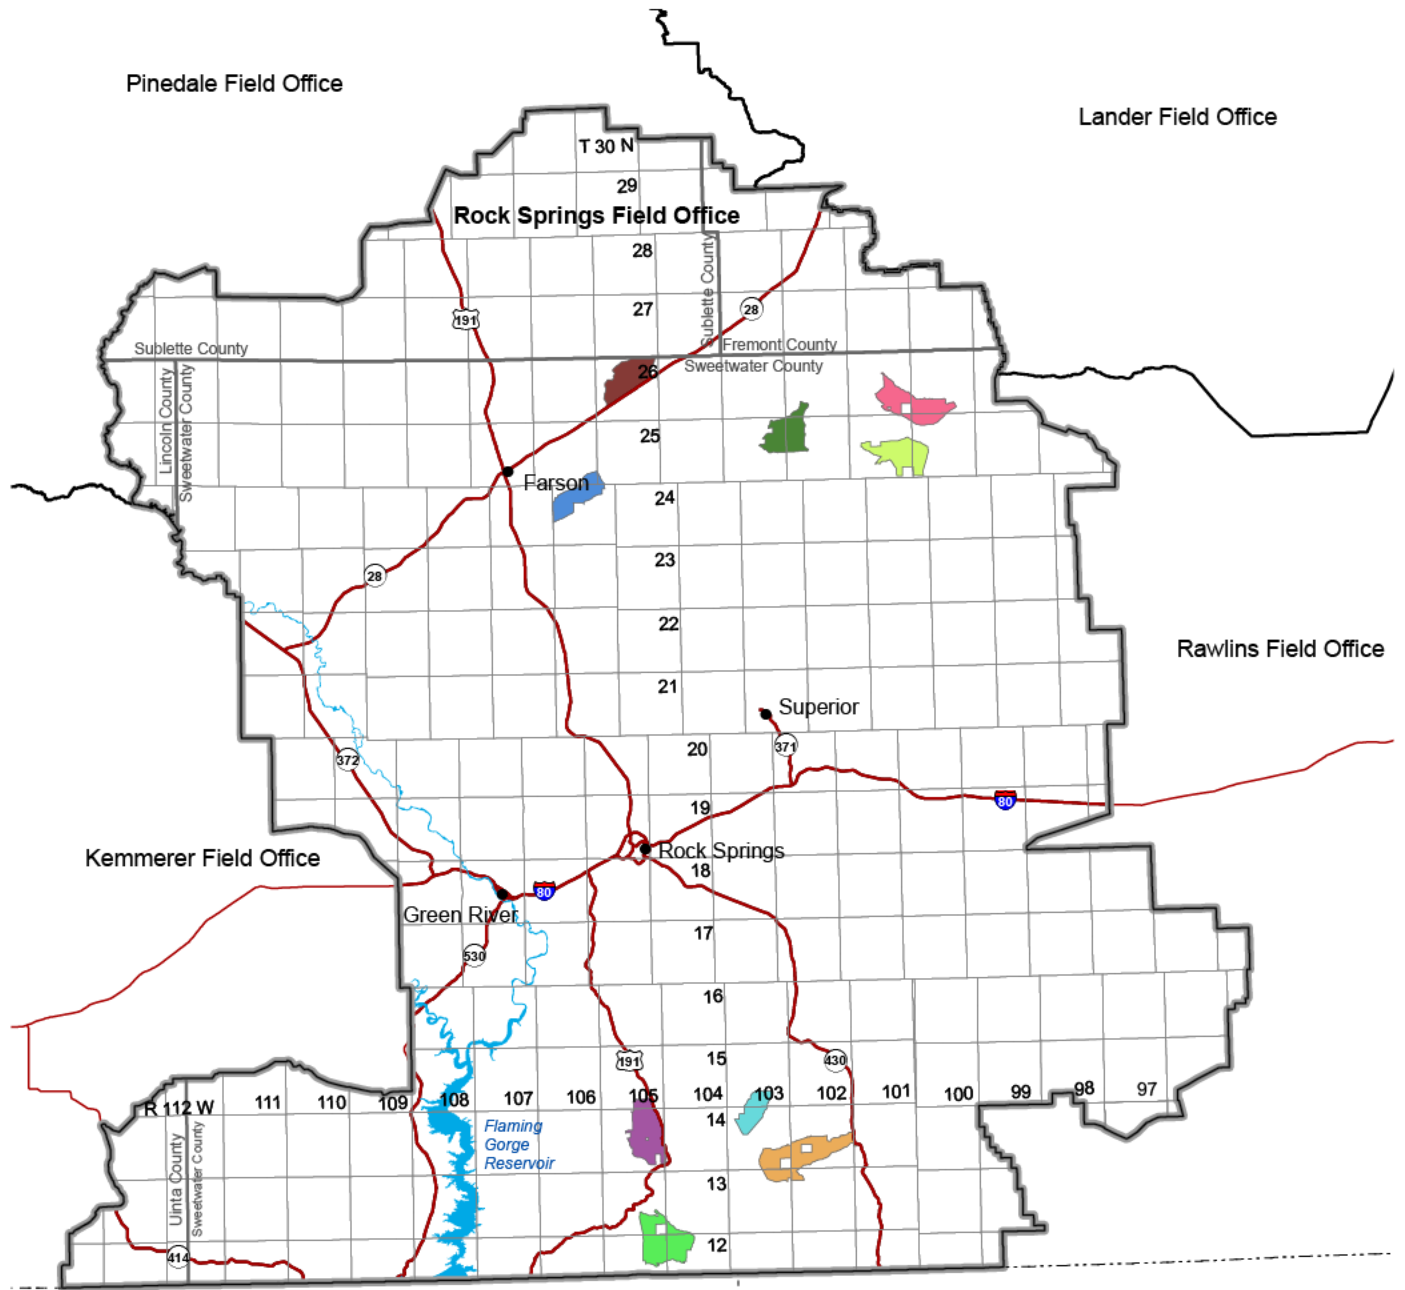 Pinedale Field Office
Lander Field Office
T 30 N
29
Rock Springs Field Office
28
Sublette County
27
28
191
Sublette County
Fremont County
Sweetwater County
26
Lincoln County
Sweetwater County
25
Farson
24
23
28
22
Rawlins Field Office
21
Superior
20
371
372
19
80
Kemmerer Field Office
Rock Springs
18
80
Green River
17
530
16
15
191
430
R 112 W
111
110
109
108
107
106
105
104
103
102
101
100
99
98
97
14
Flaming
Gorge
Reservoir
Uinta County
Sweetwater County
13
12
414